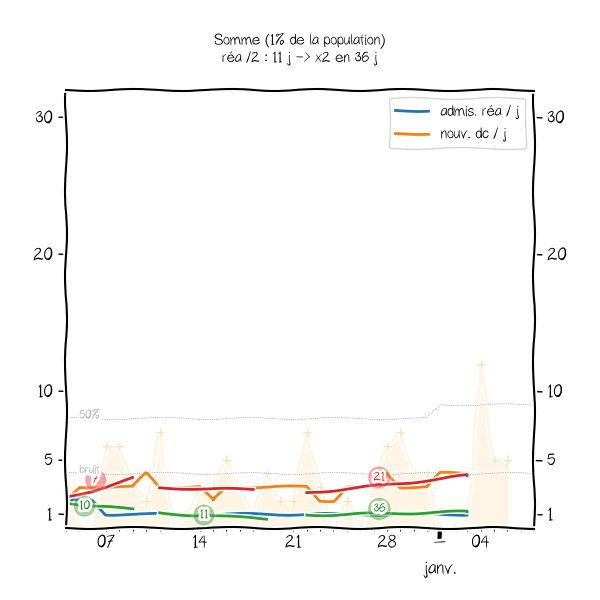 Somme (1% de la population)
réa /2 : 11 j -> x2 en 36 j
admis. réa / j
nouv. dc / j
30 30
20 20
10 10
50%
5 5
bruit
21
10 11 36
1 1
07 14 21 28 04
janv.